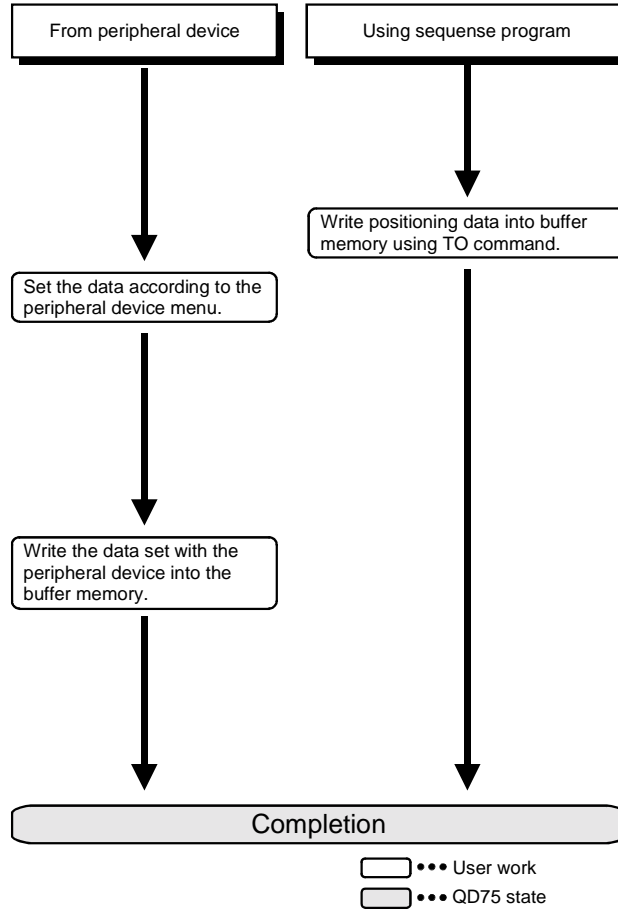 From peripheral device
Using sequense program
Write positioning data into buffer
memory using TO command.
Set the data according to the
peripheral device menu.
Write the data set with the
peripheral device into the
buffer memory.
Completion
••• User work
••• QD75 state